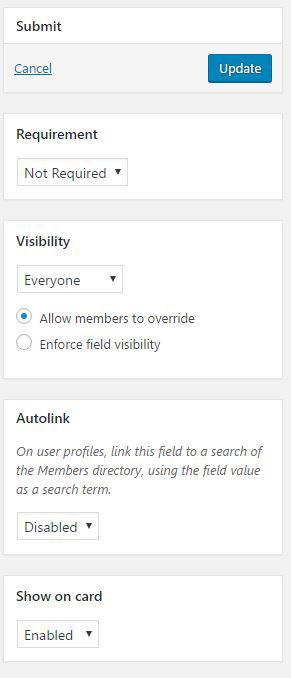 Submit
Cancel Update
Requirement
Not Required
Visibility
Everyone
Allow members to override
Enforce field visibility
Autolink
On user profiles, link this field to a search of
the Members directory, using the field value
as a search term.
Disabled
Show on card
Enabled